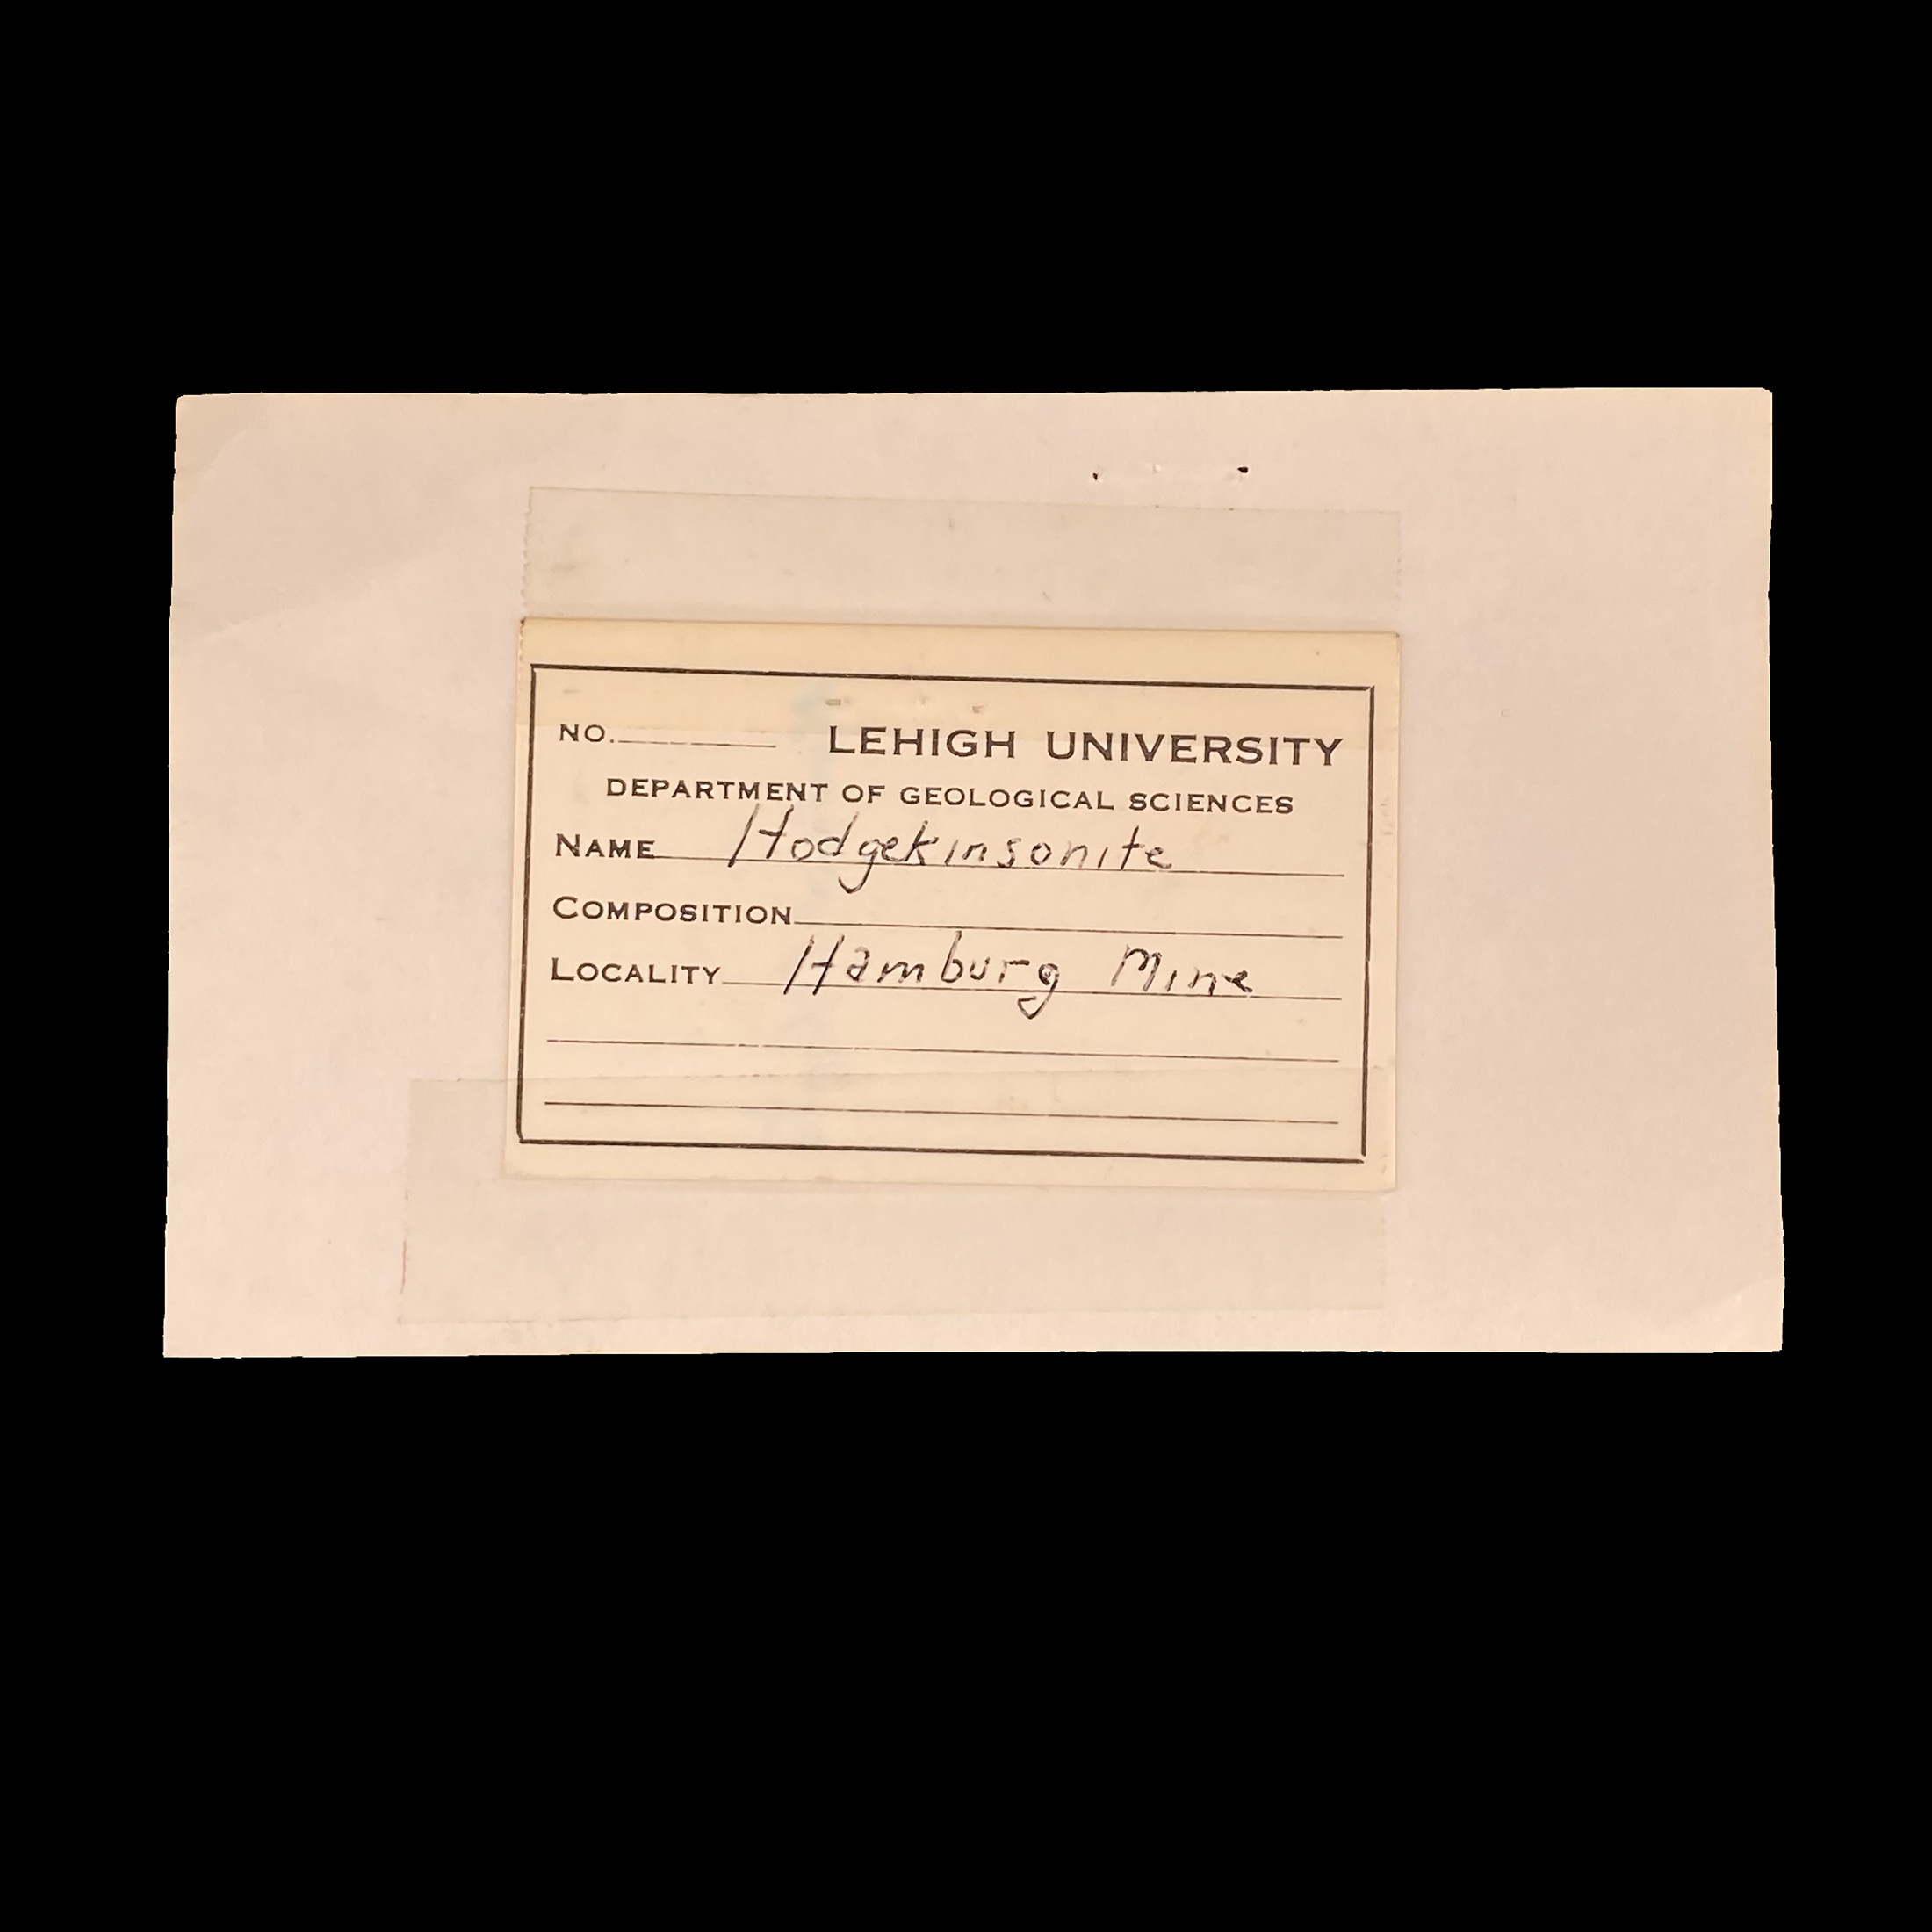 NO. LEHIGH UNIVERSITY
DEPARTMENT OF GEOLOGICAL SCIENCES
NAME Hodgekinsonite
COMPOSITION
LOCALITY Hamburg Mine